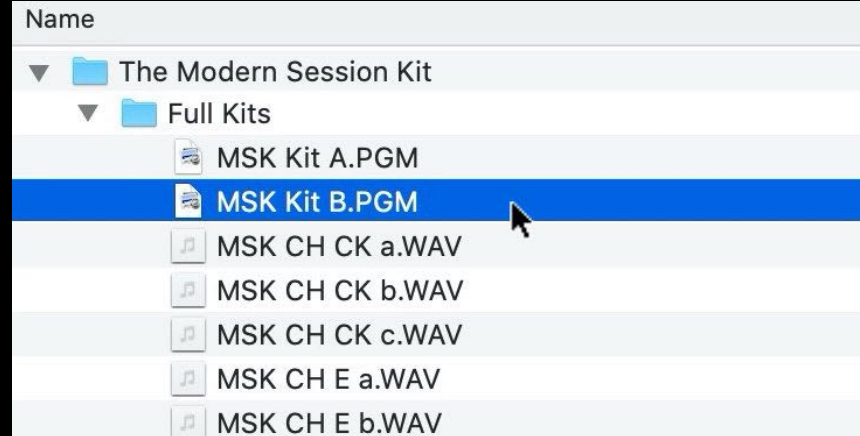 Name
The Modern Session Kit
Full Kits
MSK Kit A.PGM
MSK Kit B.PGM
MSK CH CK a.WAV
MSK CH CK b.WAV
MSK CH CK c.WAV
MSK CH E a.WAV
MSK CH E b.WAV